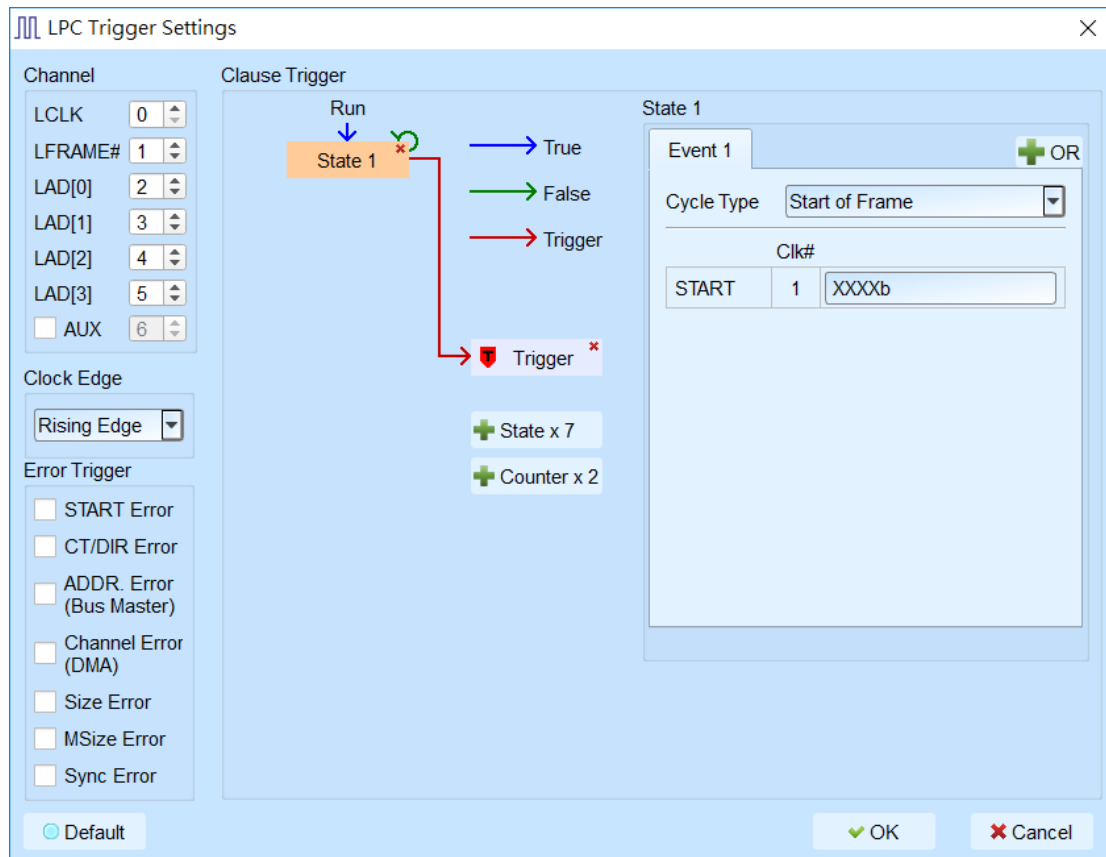 LPC Trigger Settings
Channel
LCLK 0
LFRAME# 1
LAD[0] 2
LAD[1] 3
LAD[2] 4
LAD[3] 5
AUX 6
Clock Edge
Rising Edge
Error Trigger
START Error
CT/DIR Error
ADDR. Error
(Bus Master)
Channel Error
(DMA)
Size Error
MSize Error
Sync Error
Default
Clause Trigger
Run
State 1
True
False
Trigger
T Trigger
State x 7
Counter x 2
State 1
Event 1
OR
Cycle Type Start of Frame
Clk#
START 1 XXXXb
OK
Cancel